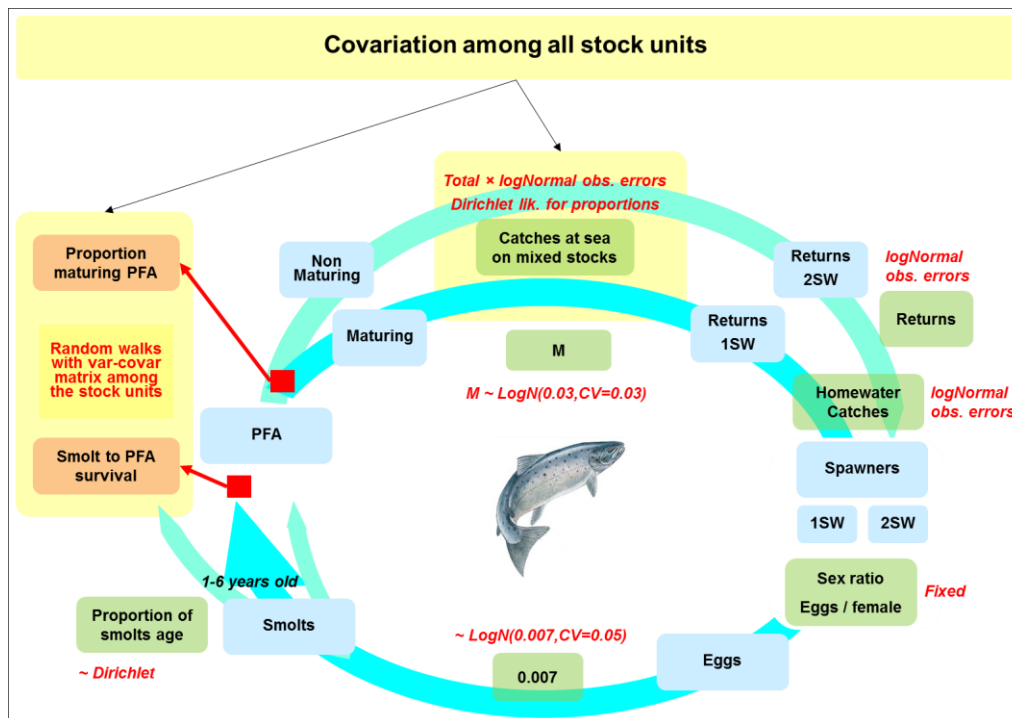 Covariation among all stock units
Total × logNormal obs. errors
Dirichlet lik. for proportions
Catches at sea
on mixed stocks
Proportion
maturing PFA
Non
Maturing
Returns
2SW
logNormal
obs. errors
Returns
Random walks
with var-covar
matrix among
the stock units
Maturing
Returns
1SW
M
M ~ LogN(0.03,CV=0.03)
Homewater
Catches
logNormal
obs. errors
PFA
Smolt to PFA
survival
Spawners
1SW
2SW
1-6 years old
Sex ratio
Eggs / female
Fixed
Proportion of
smolts age
Smolts
~ LogN(0.007,CV=0.05)
Eggs
~ Dirichlet
0.007